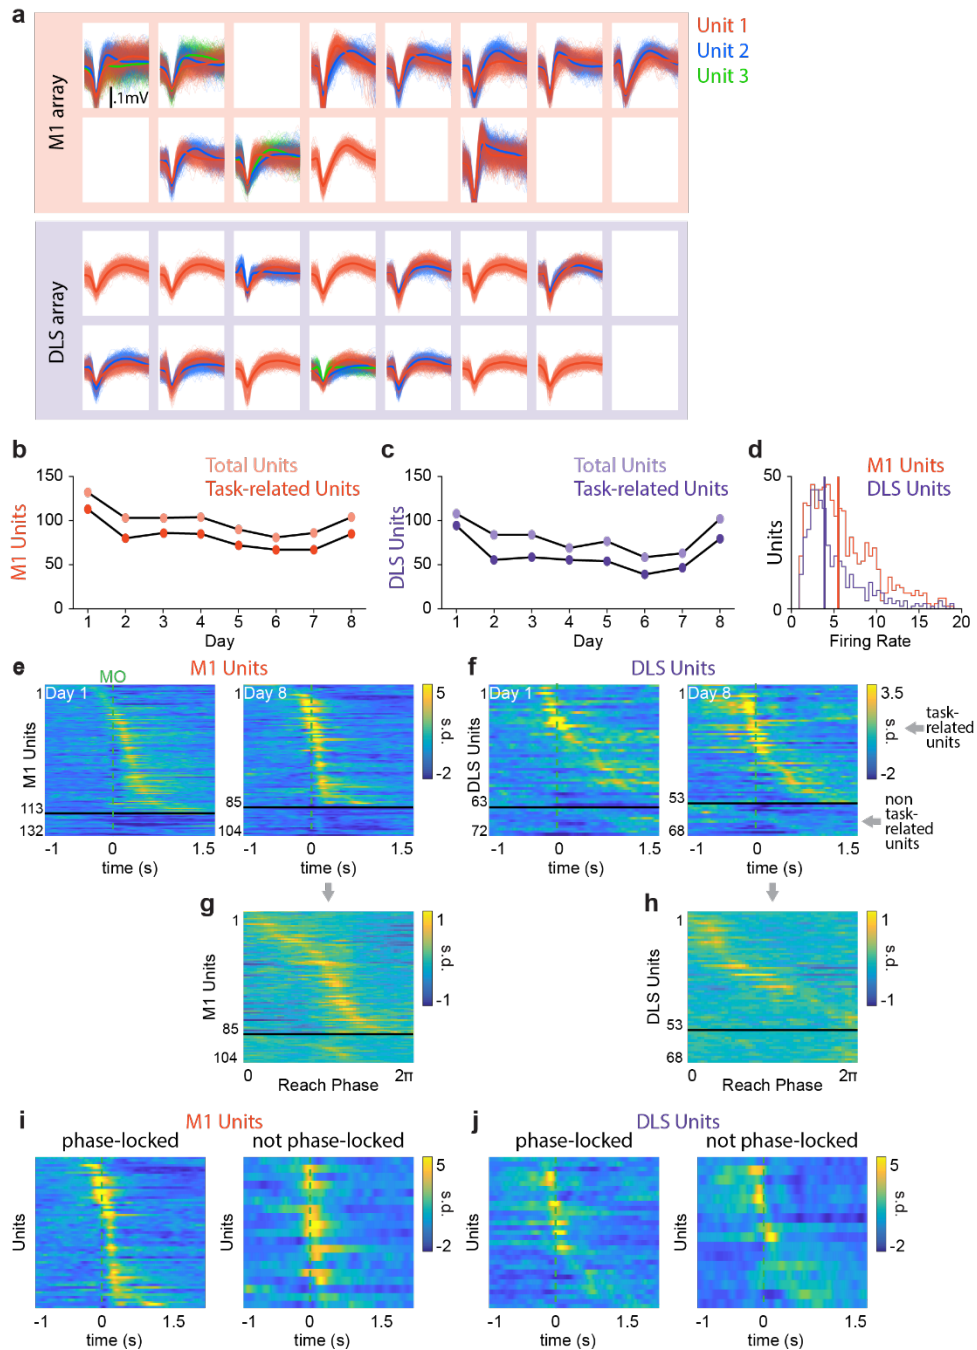 a
M1 array
.1mV
Unit 1
Unit 2
Unit 3
DLS array
b
Total Units
Task-related Units
M1 Units
150
100
50
0
1 2 3 4 5 6 7 8
Day
c
Total Units
Task-related Units
DLS Units
150
100
50
0
1 2 3 4 5 6 7 8
Day
d
M1 Units
DLS Units
Units
50
0
0 5 10 15 20
Firing Rate
e
M1 Units
MO
Day 1
M1 Units
1
113
132
-1 0 1.5
time (s)
Day 8
1
85
104
-1 0 1.5
time (s)
5
s.d.
-2
f
DLS Units
Day 1
DLS Units
1
63
72
-1 0 1.5
time (s)
Day 8
1
53
68
-1 0 1.5
time (s)
3.5
s.d.
-2
task-
related
units
non
task-
related
units
g
M1 Units
1
85
104
0 2π
Reach Phase
1
s.d.
-1
h
DLS Units
1
53
68
0 2π
Reach Phase
1
s.d.
-1
i
M1 Units
phase-locked
Units
-1 0 1.5
time (s)
not phase-locked
Units
-1 0 1.5
time (s)
5
s.d.
-2
j
DLS Units
phase-locked
Units
-1 0 1.5
time (s)
not phase-locked
Units
-1 0 1.5
time (s)
5
s.d.
-2